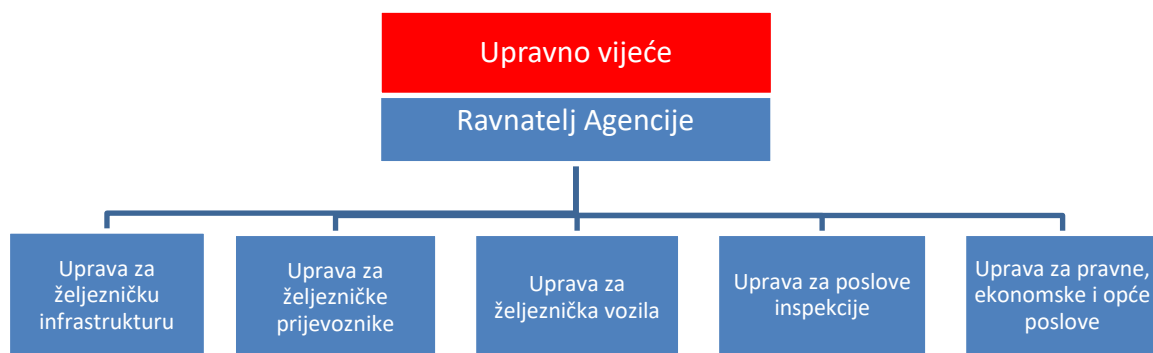 Upravno vijeće
Ravnatelj Agencije
Uprava za
željezničku
infrastrukturu
Uprava za
željezničke
prijevoznike
Uprava za
željeznička vozila
Uprava za poslove
inspekcije
Uprava za pravne,
ekonomske i opće
poslove